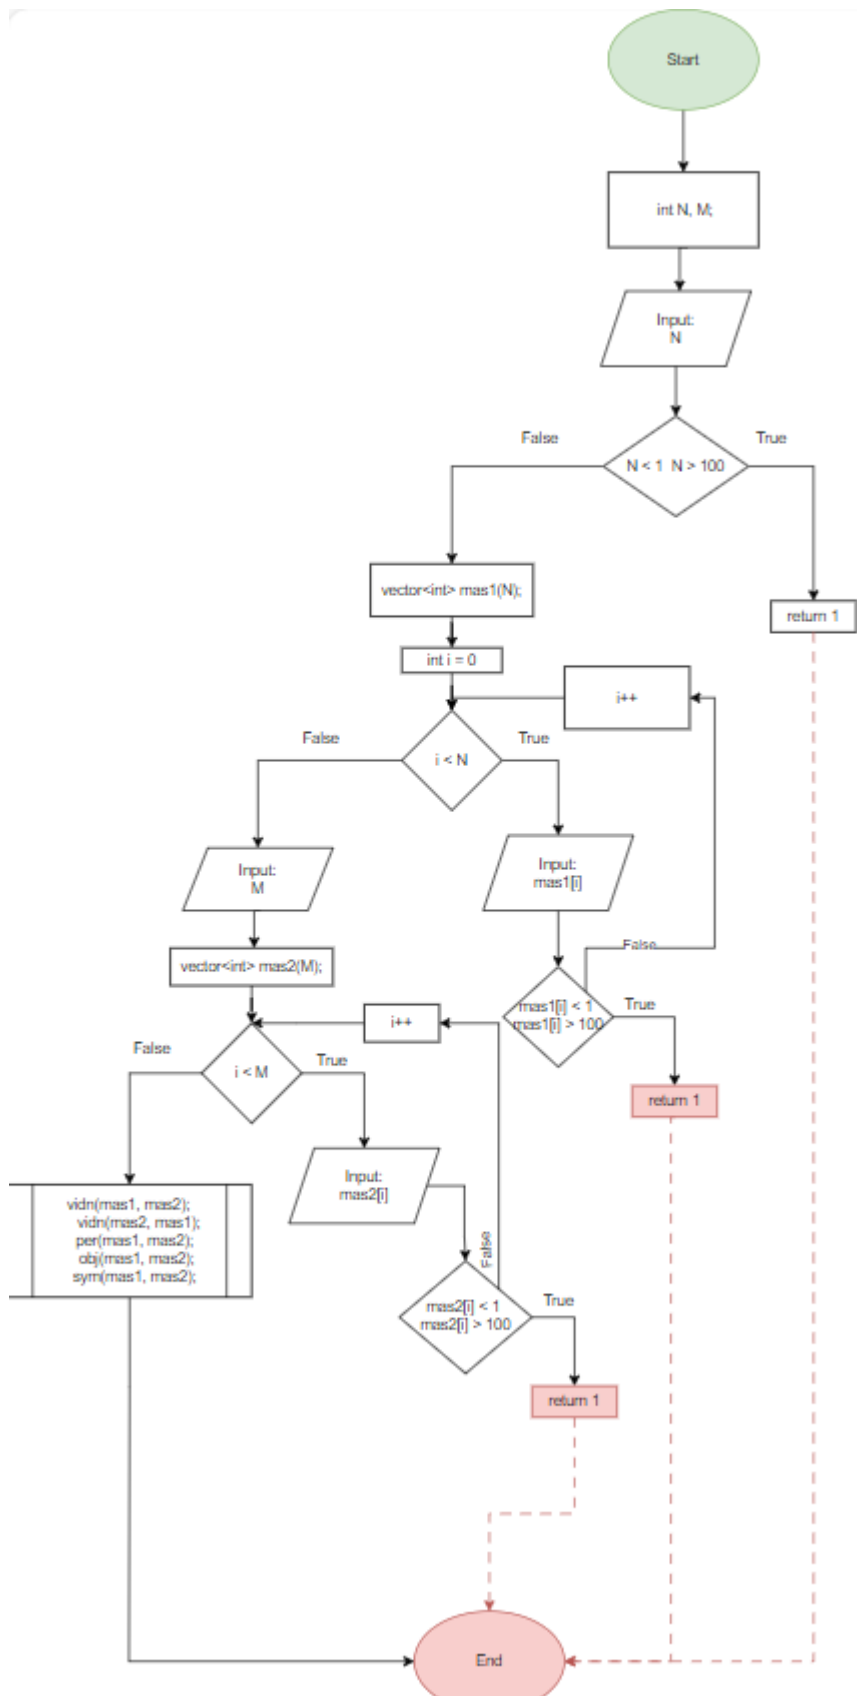 Start
int N, M;
Input:
N
False
True
N < 1 N > 100
vector<int> mas1(N);
return 1
int i = 0
i++
False
True
i < N
Input:
M
Input:
mas1[i]
False
vector<int> mas2(M);
mas1[i] < 1
mas1[i] > 100
True
i++
False
True
i < M
return 1
Input:
mas2[i]
vidn(mas1, mas2);
vidn(mas2, mas1);
per(mas1, mas2);
obj(mas1, mas2);
sym(mas1, mas2);
False
mas2[i] < 1
mas2[i] > 100
True
return 1
End